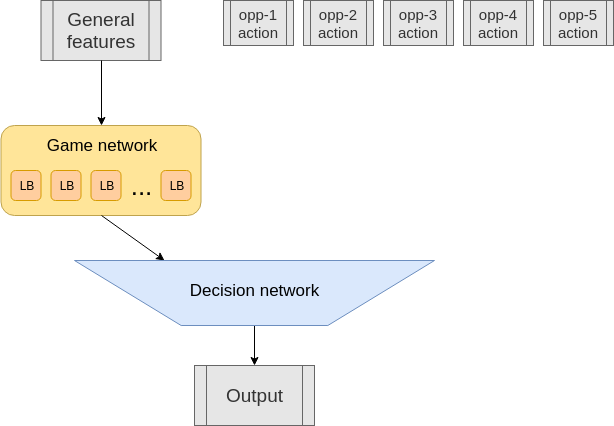 General
features
opp-1
action
opp-2
action
opp-3
action
opp-4
action
opp-5
action
Game network
LB
LB
LB
...
LB
Decision network
Output